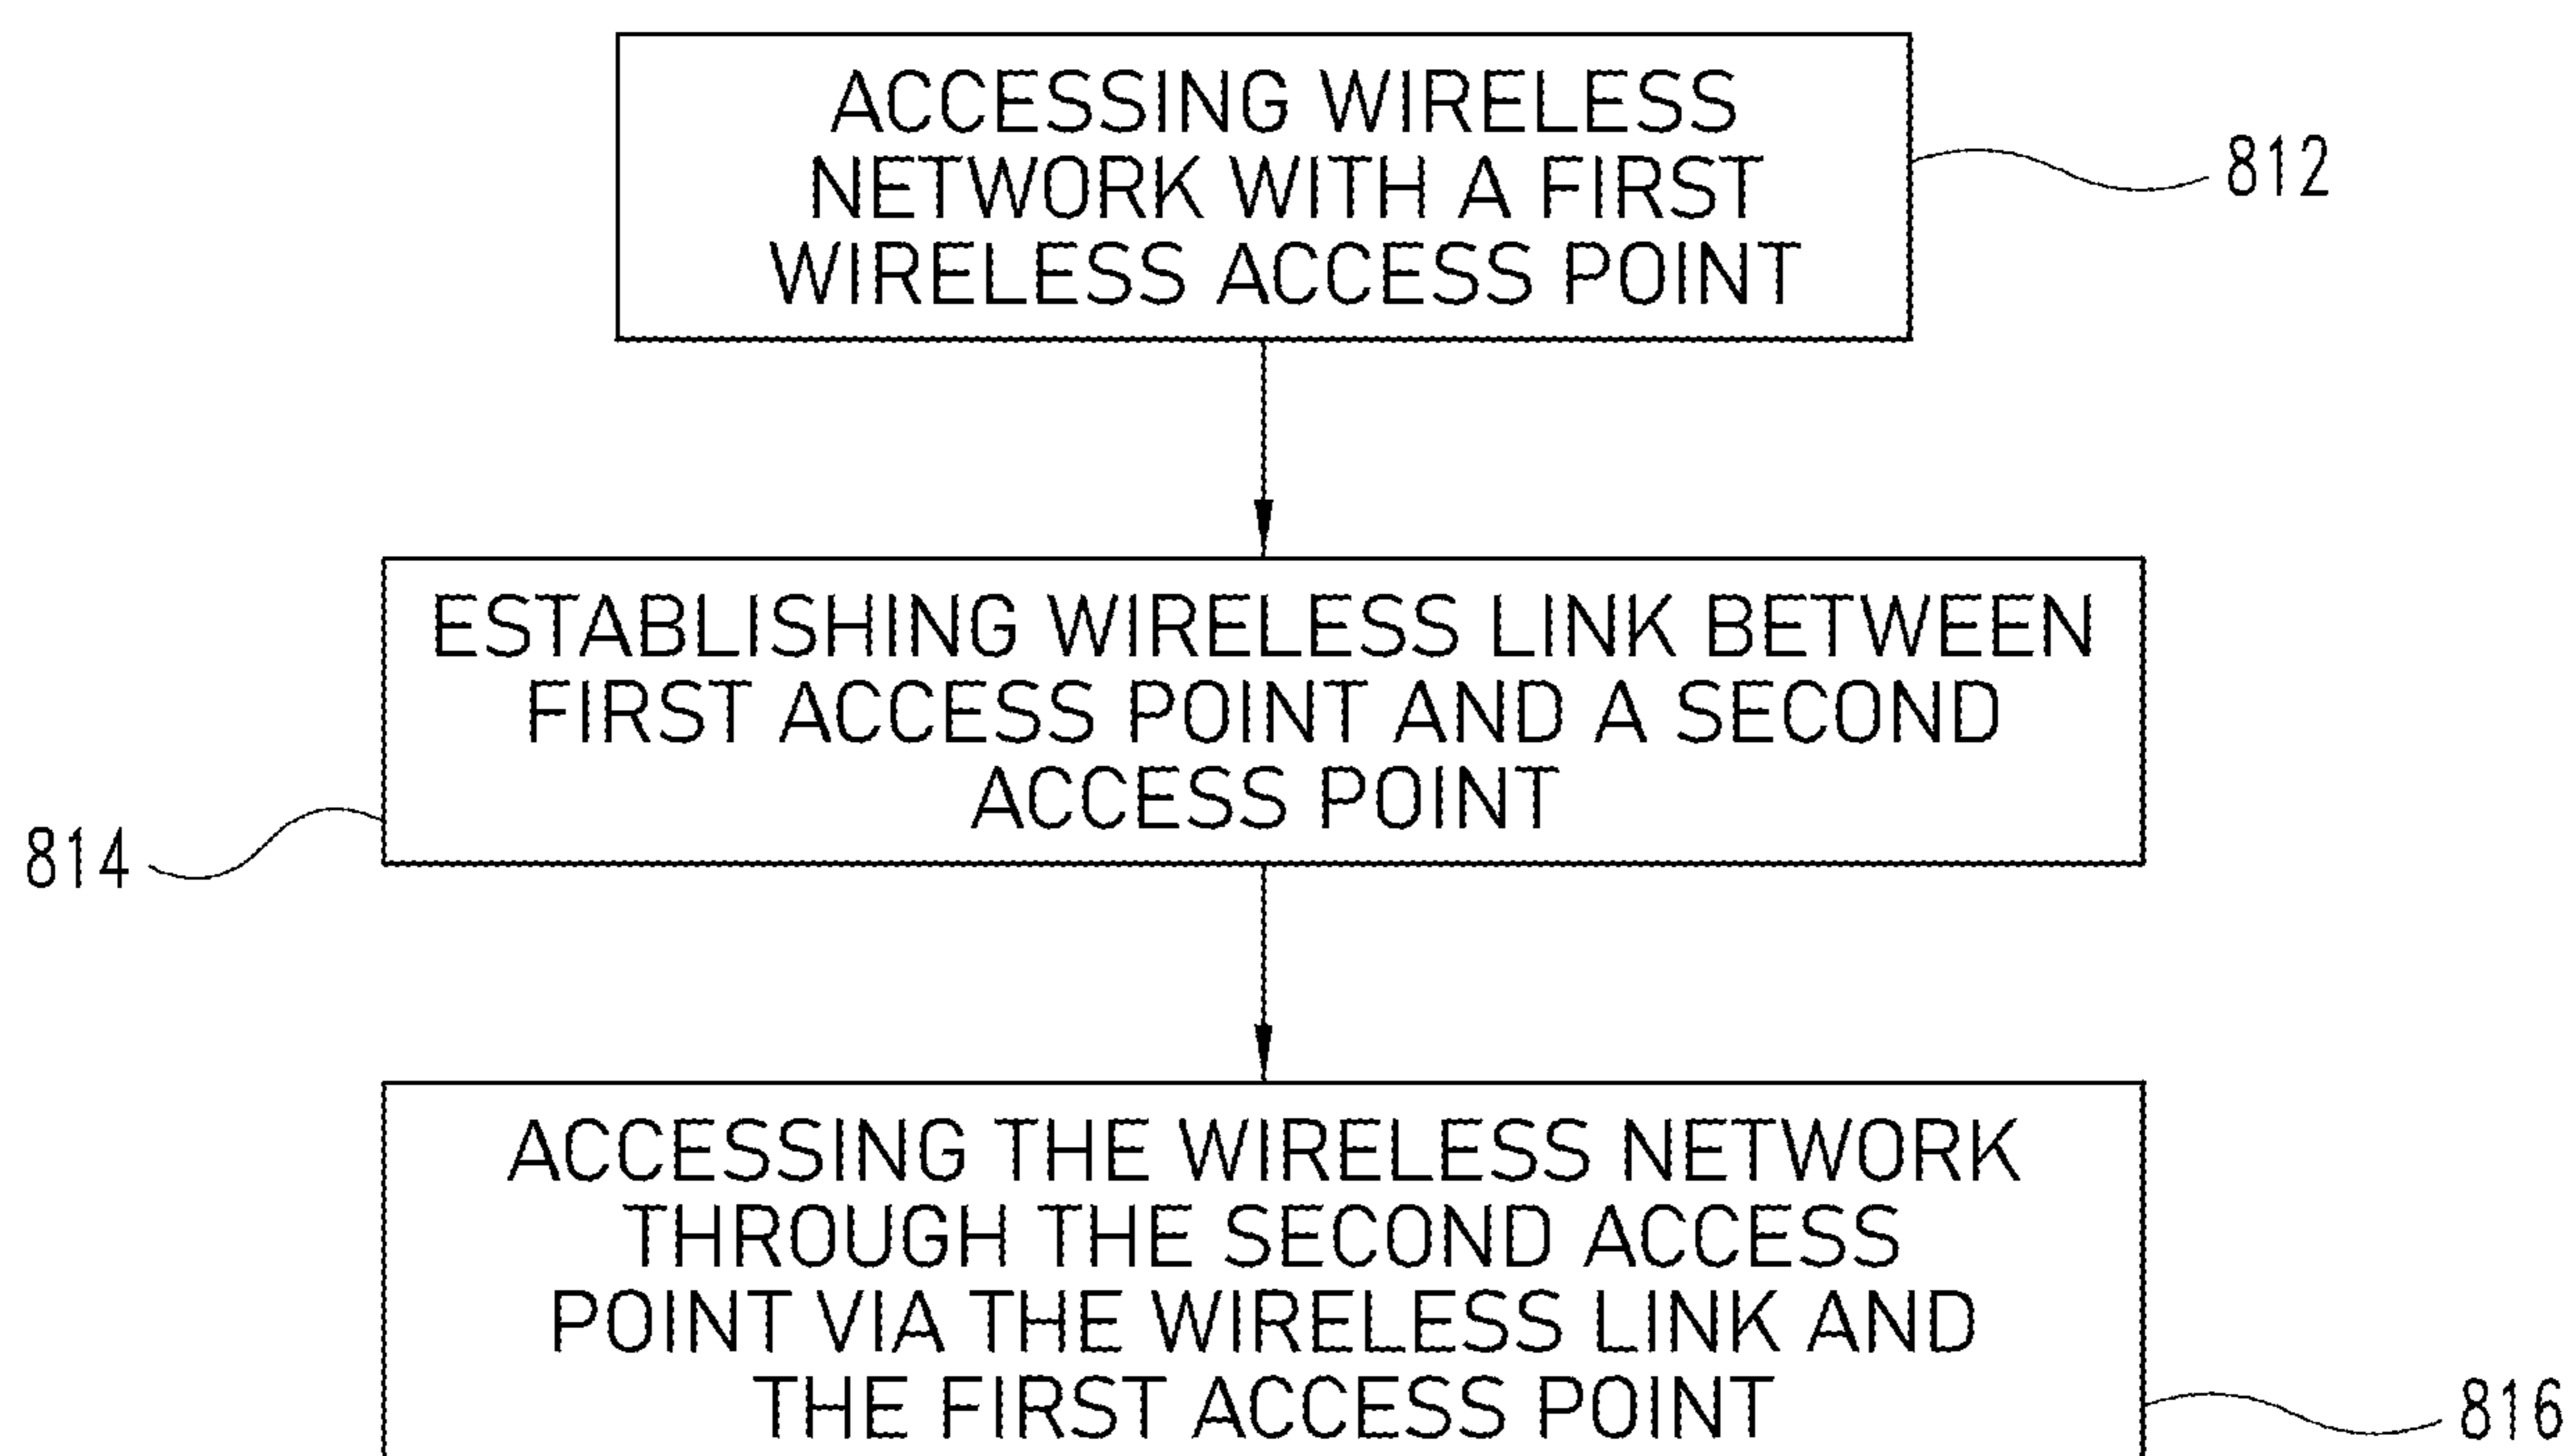 ACCESSING WIRELESS
NETWORK WITH A FIRST
WIRELESS ACCESS POINT
812
ESTABLISHING WIRELESS LINK BETWEEN
FIRST ACCESS POINT AND A SECOND
ACCESS POINT
814
ACCESSING THE WIRELESS NETWORK
THROUGH THE SECOND ACCESS
POINT VIA THE WIRELESS LINK AND
THE FIRST ACCESS POINT
816